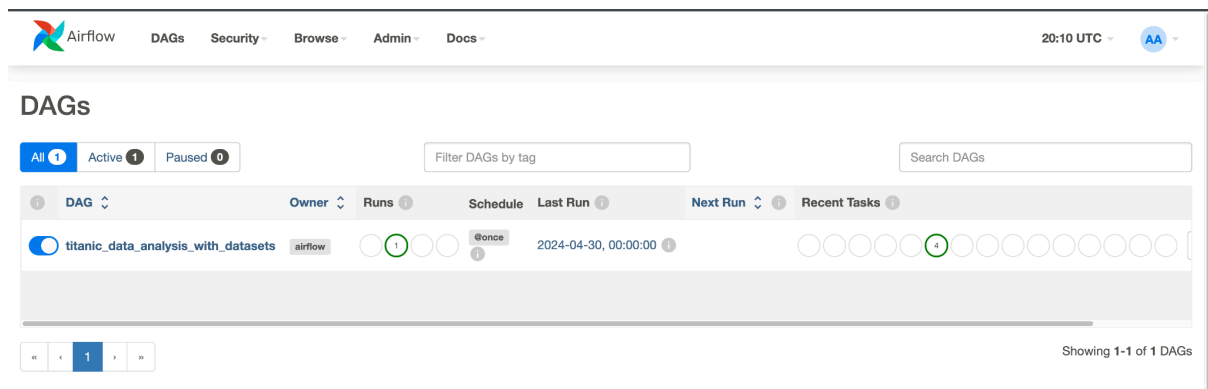 Airflow DAGs Security Browse Admin Docs 20:10 UTC AA
DAGs
All 1 Active 1 Paused 0 Filter DAGs by tag Search DAGs
i DAG Owner Runs i Schedule Last Run i Next Run i Recent Tasks i
titanic_data_analysis_with_datasets airflow 1 @once i 2024-04-30, 00:00:00 i 4
« ‹ 1 › » Showing 1-1 of 1 DAGs